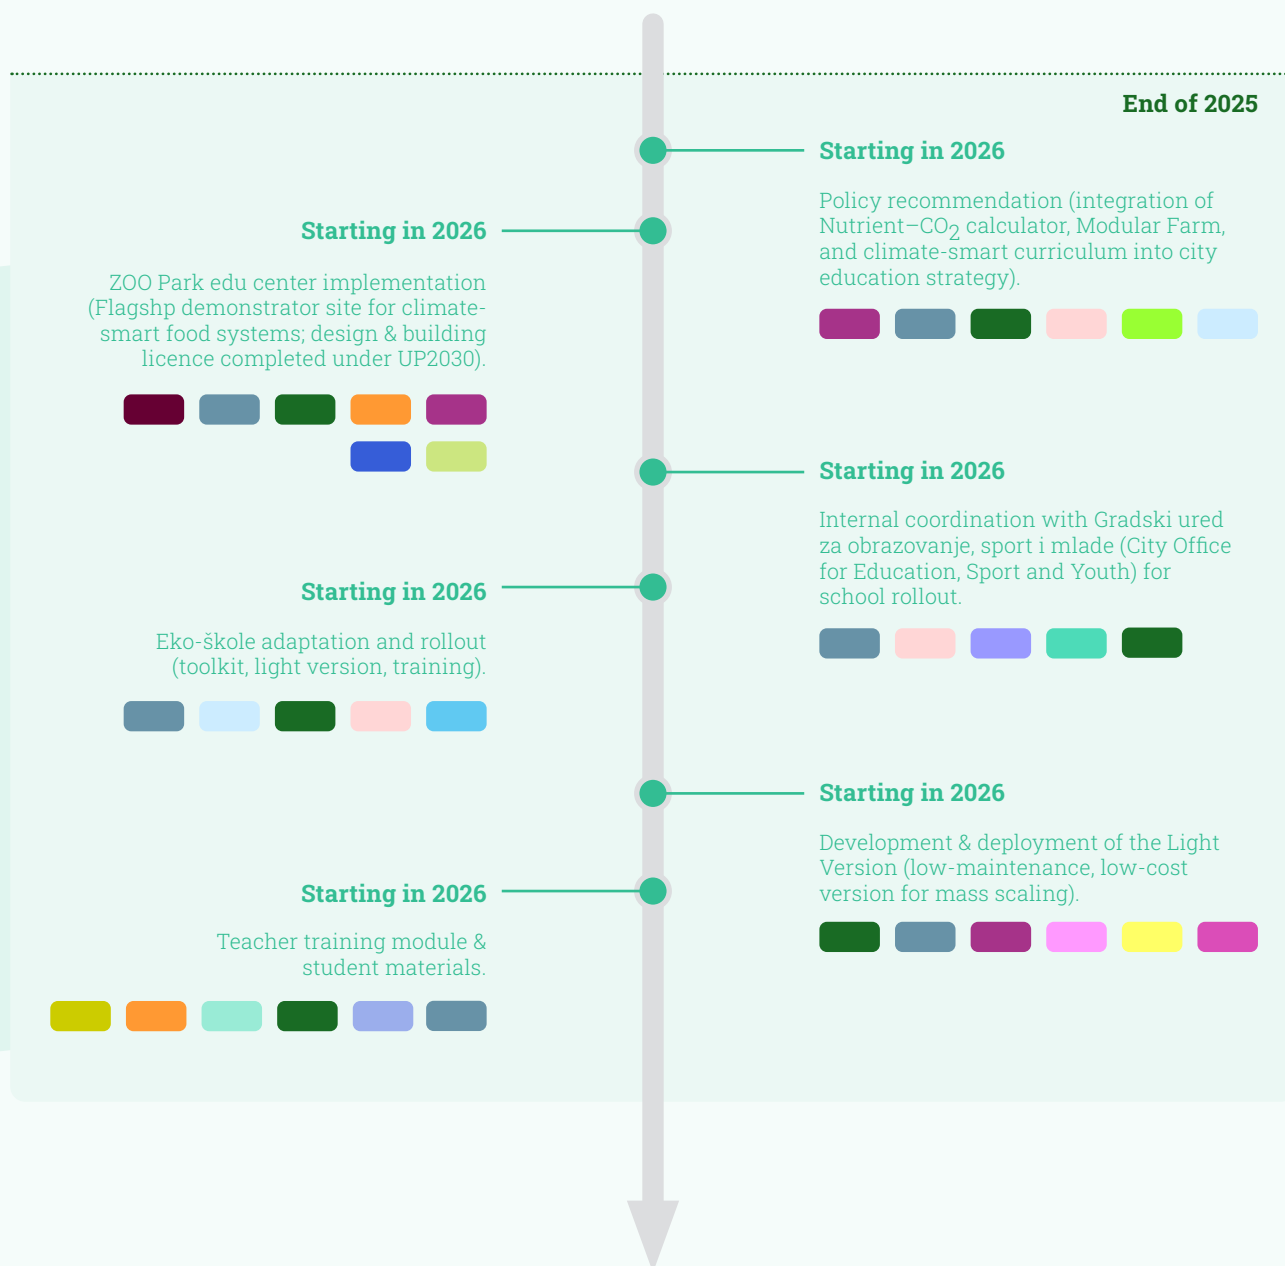 End of 2025
Starting in 2026
Policy recommendation (integration of
Nutrient–CO₂ calculator, Modular Farm,
and climate-smart curriculum into city
education strategy).
Starting in 2026
ZOO Park edu center implementation
(Flagshp demonstrator site for climate-
smart food systems; design & building
licence completed under UP2030).
Starting in 2026
Internal coordination with Gradski ured
za obrazovanje, sport i mlade (City Office
for Education, Sport and Youth) for
school rollout.
Starting in 2026
Eko-škole adaptation and rollout
(toolkit, light version, training).
Starting in 2026
Development & deployment of the Light
Version (low-maintenance, low-cost
version for mass scaling).
Starting in 2026
Teacher training module &
student materials.